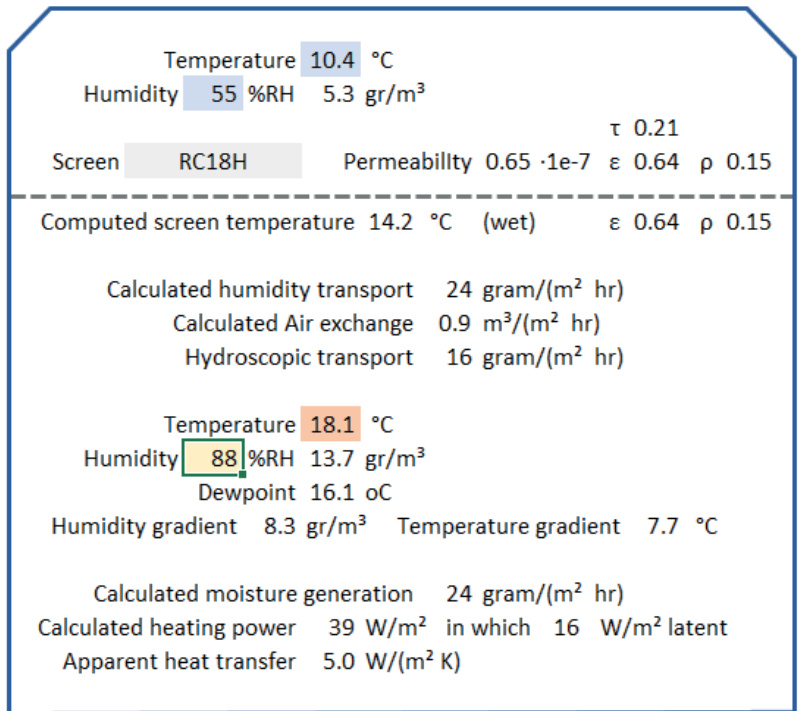 Temperature 10.4 °C
Humidity 55 %RH 5.3 gr/m³
τ 0.21
Screen RC18H Permeabilty 0.65 ·1e-7 ε 0.64 ρ 0.15
Computed screen temperature 14.2 °C (wet) ε 0.64 ρ 0.15
Calculated humidity transport 24 gram/(m² hr)
Calculated Air exchange 0.9 m³/(m² hr)
Hydroscopic transport 16 gram/(m² hr)
Temperature 18.1 °C
Humidity 88 %RH 13.7 gr/m³
Dewpoint 16.1 oC
Humidity gradient 8.3 gr/m³ Temperature gradient 7.7 °C
Calculated moisture generation 24 gram/(m² hr)
Calculated heating power 39 W/m² in which 16 W/m² latent
Apparent heat transfer 5.0 W/(m² K)